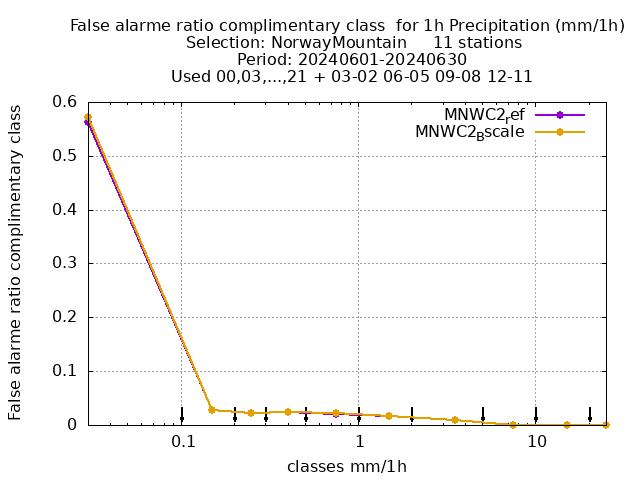 False alarme ratio complimentary class  for 1h Precipitation (mm/1h)
Selection: NorwayMountain     11 stations
Period: 20240601-20240630
Used 00,03,...,21 + 03-02 06-05 09-08 12-11
False alarme ratio complimentary class
0.6
0.5
0.4
0.3
0.2
0.1
0
MNWC2_ref
MNWC2_Bscale
0.1
1
10
classes mm/1h